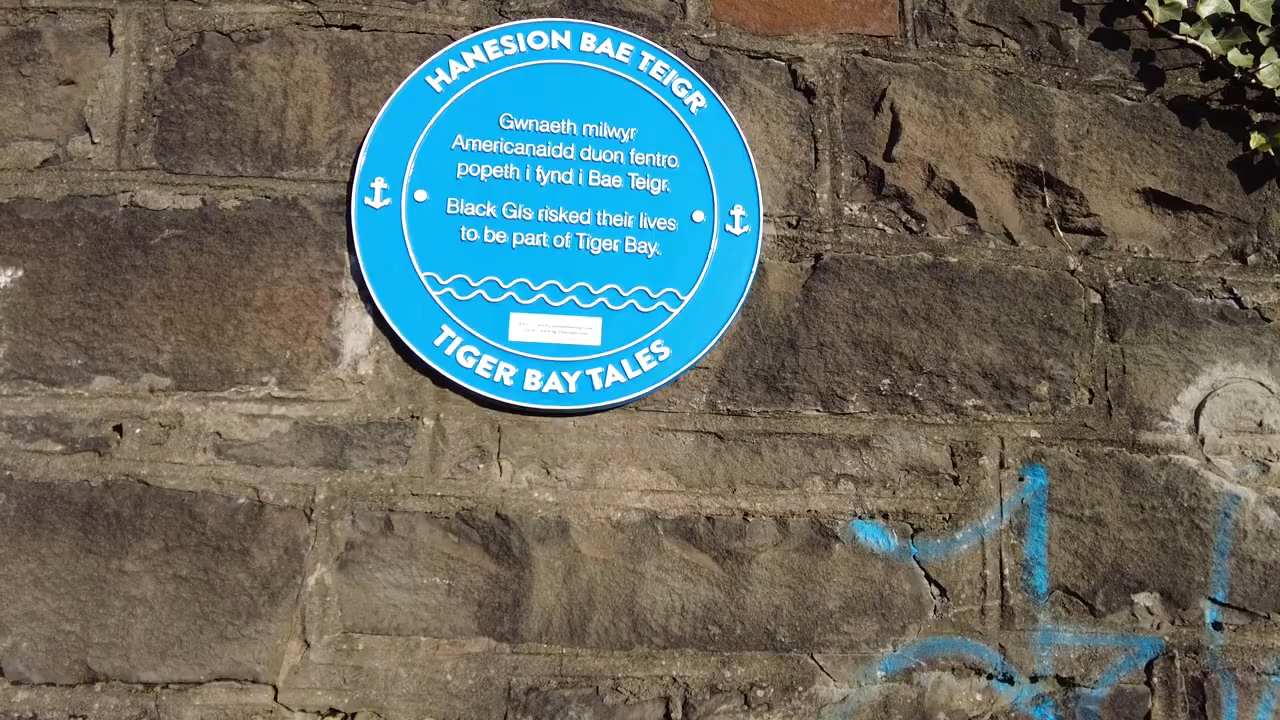 HANESION BAE TEIGR
Gwnaeth milwyr
Americanaidd duon fentro
popeth i fynd i Bae Teigr.
Black GIs risked their lives
to be part of Tiger Bay.
TIGER BAY TALES